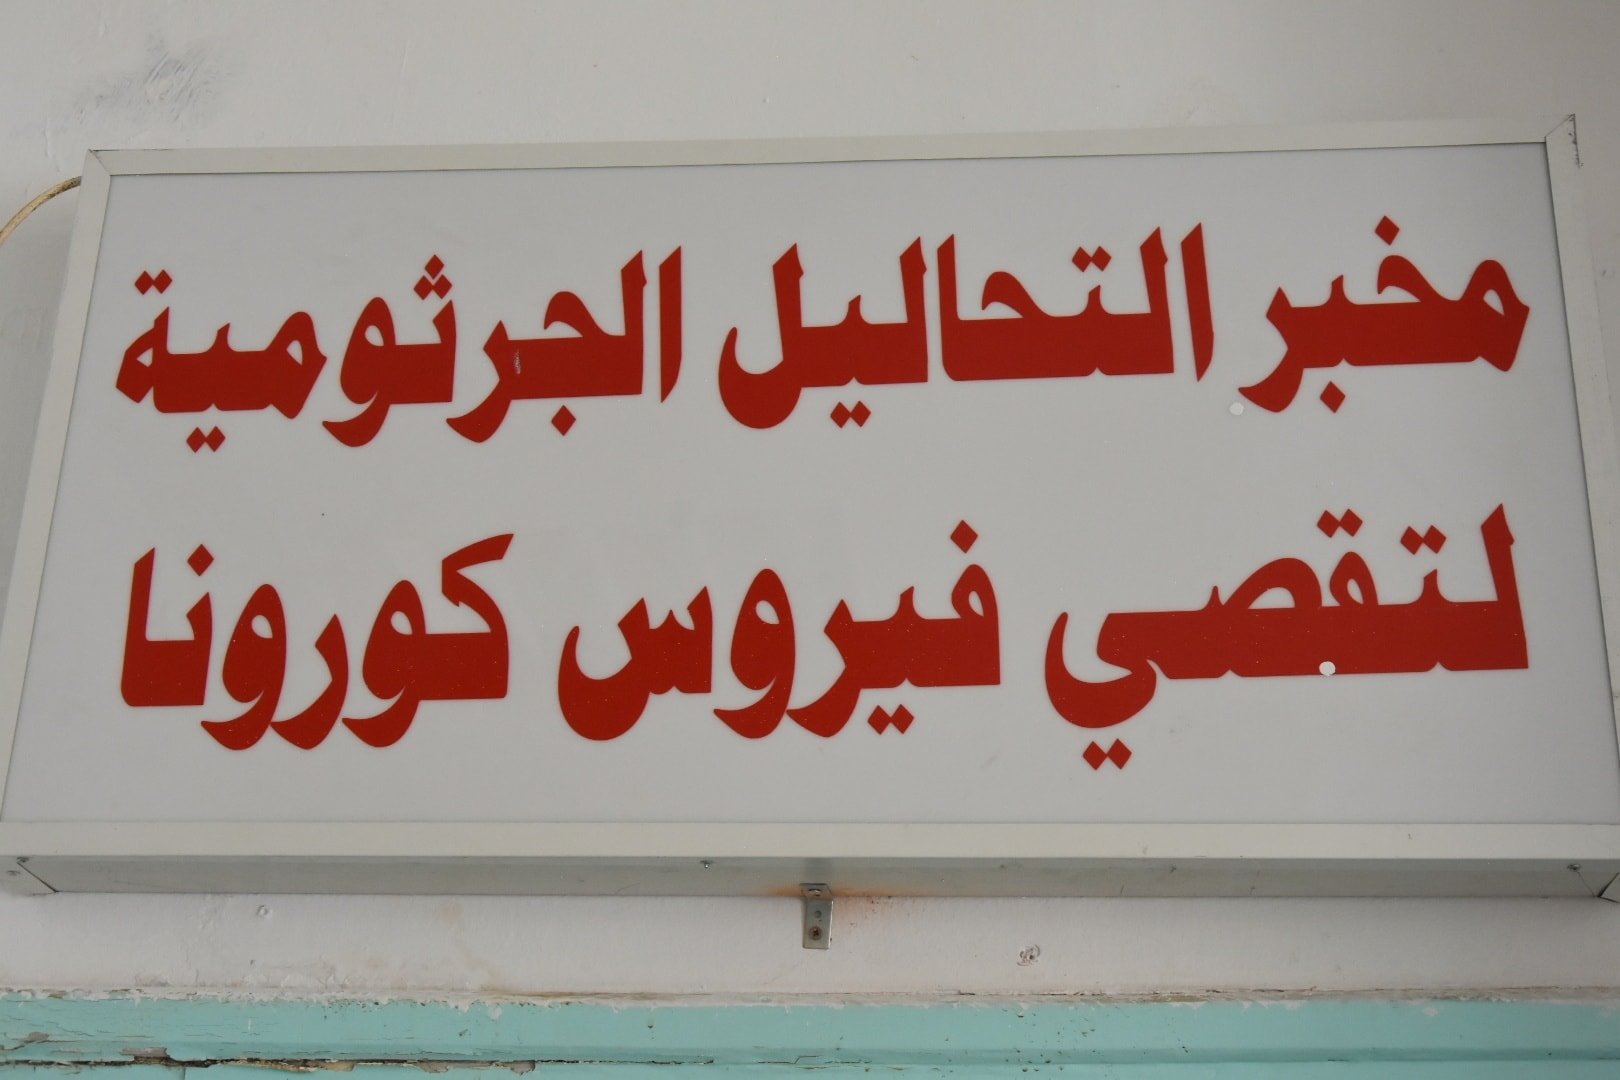 مخبر التحاليل الجرثومية
لتقصي فيروس كورونا